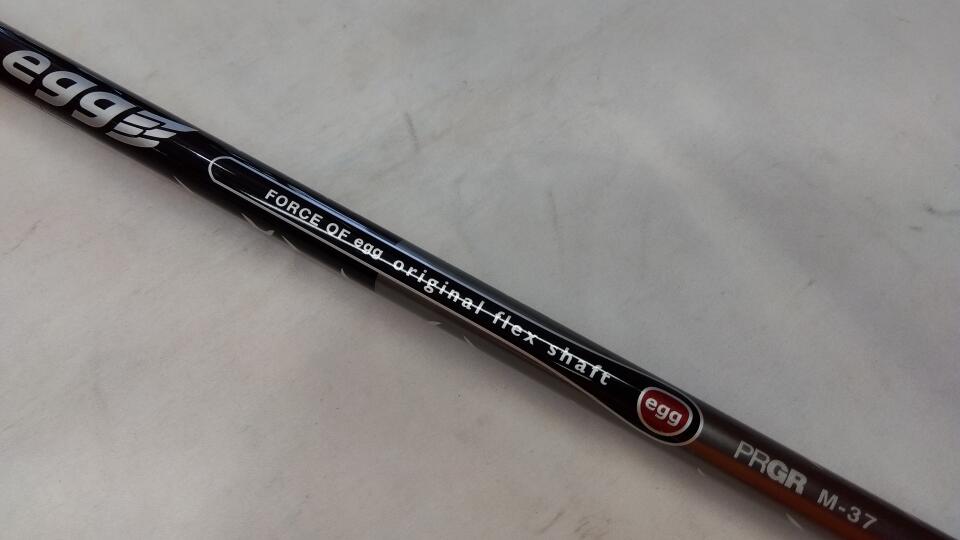 egg
FORCE OF egg original flex shaft
egg
PRGR M-37